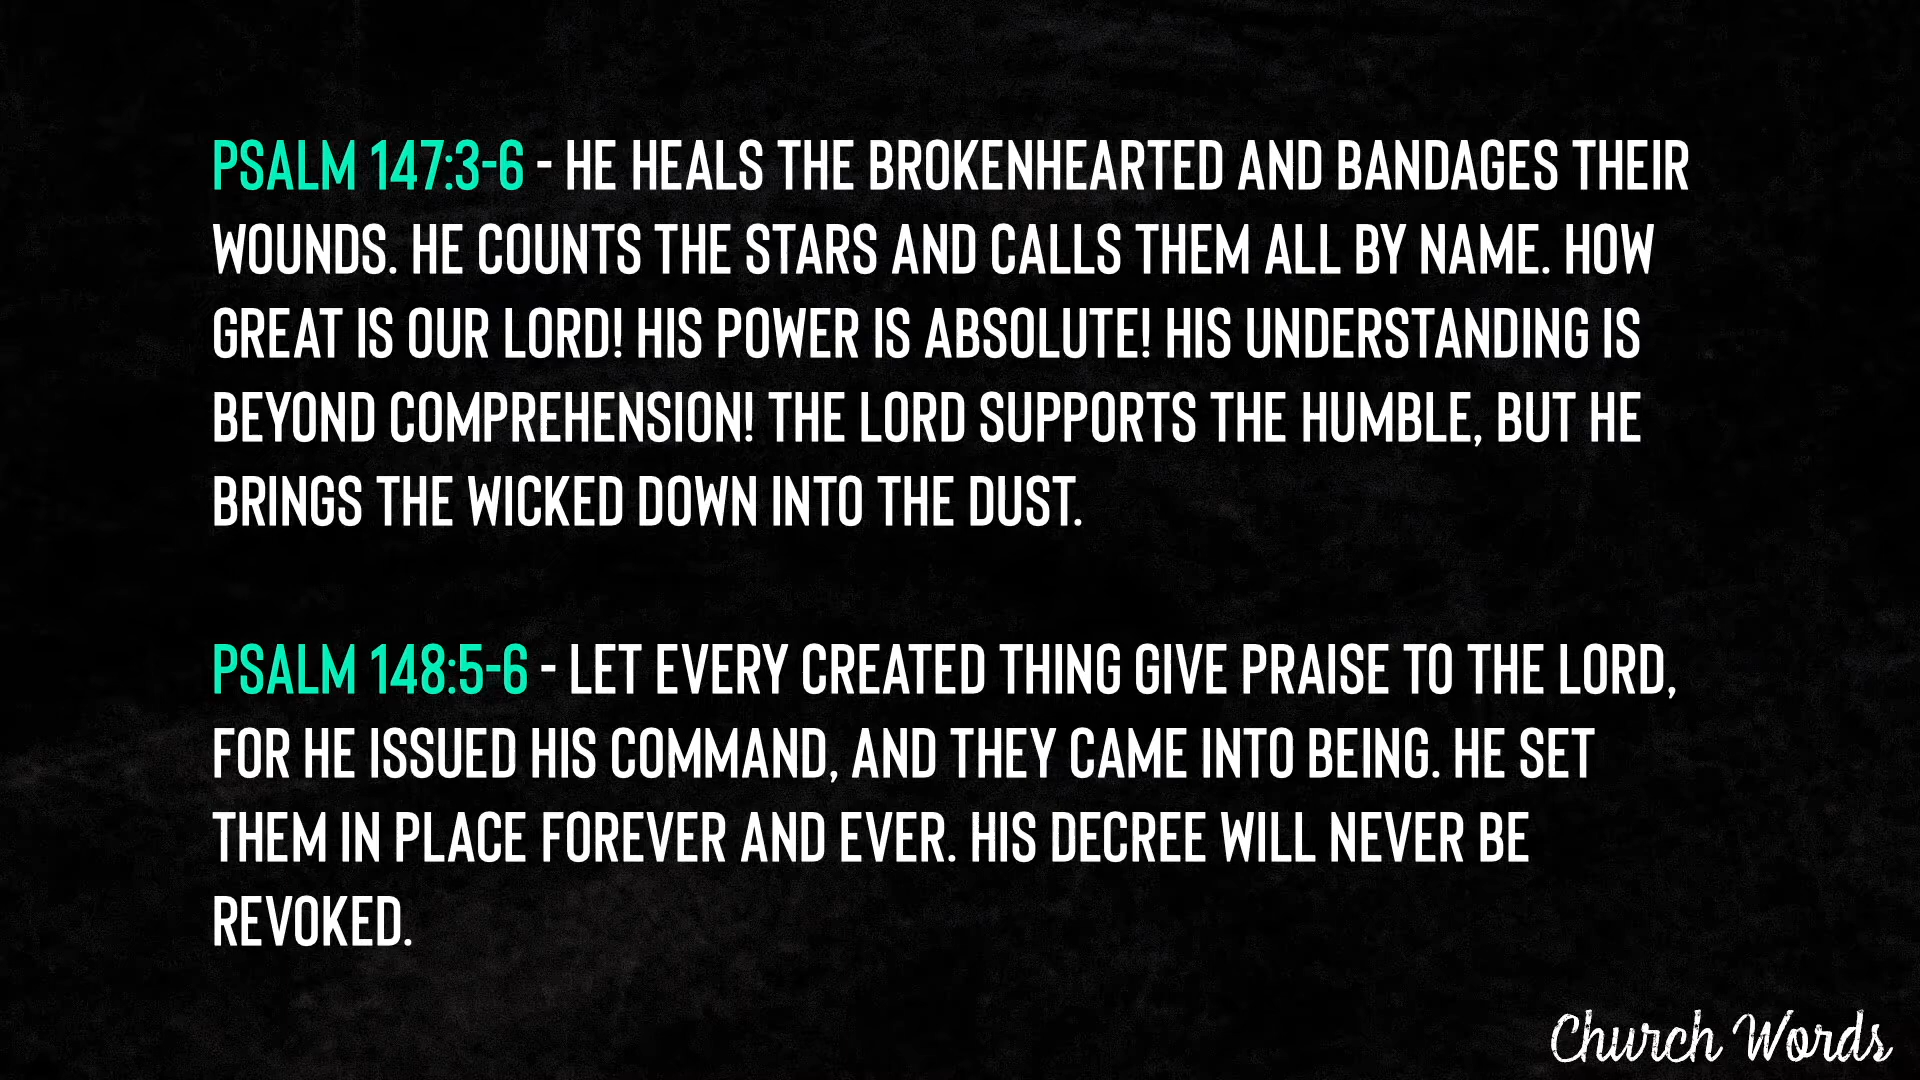 PSALM 147:3-6 - HE HEALS THE BROKENHEARTED AND BANDAGES THEIR
WOUNDS. HE COUNTS THE STARS AND CALLS THEM ALL BY NAME. HOW
GREAT IS OUR LORD! HIS POWER IS ABSOLUTE! HIS UNDERSTANDING IS
BEYOND COMPREHENSION! THE LORD SUPPORTS THE HUMBLE, BUT HE
BRINGS THE WICKED DOWN INTO THE DUST.
PSALM 148:5-6 - LET EVERY CREATED THING GIVE PRAISE TO THE LORD,
FOR HE ISSUED HIS COMMAND, AND THEY CAME INTO BEING. HE SET
THEM IN PLACE FOREVER AND EVER. HIS DECREE WILL NEVER BE
REVOKED.
Church Words